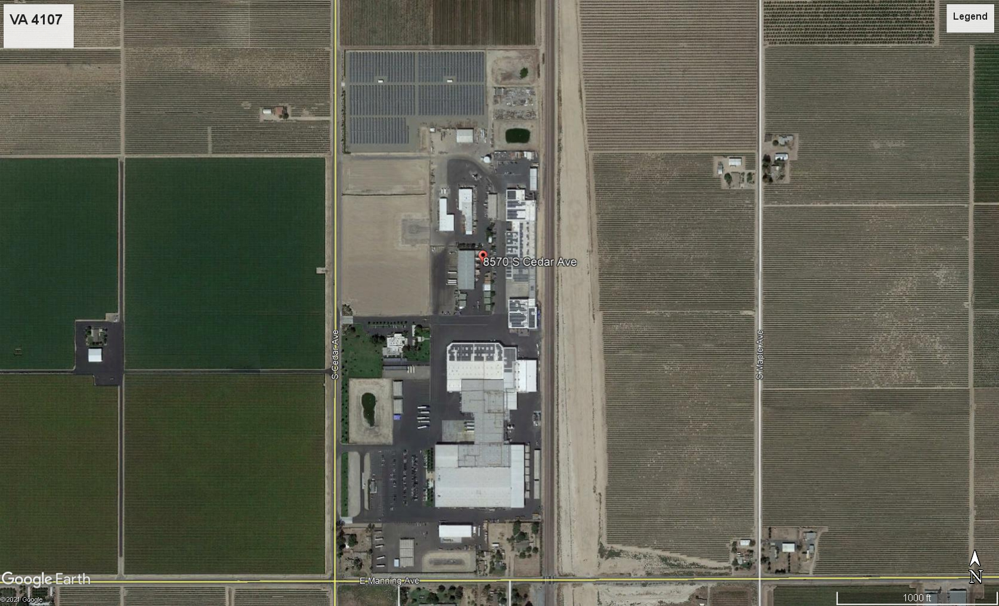 VA 4107
Legend
8570 S Cedar Ave
S Cedar Ave
S Maple Ave
E Manning Ave
Google Earth
N
© 2021 Google
1000 ft